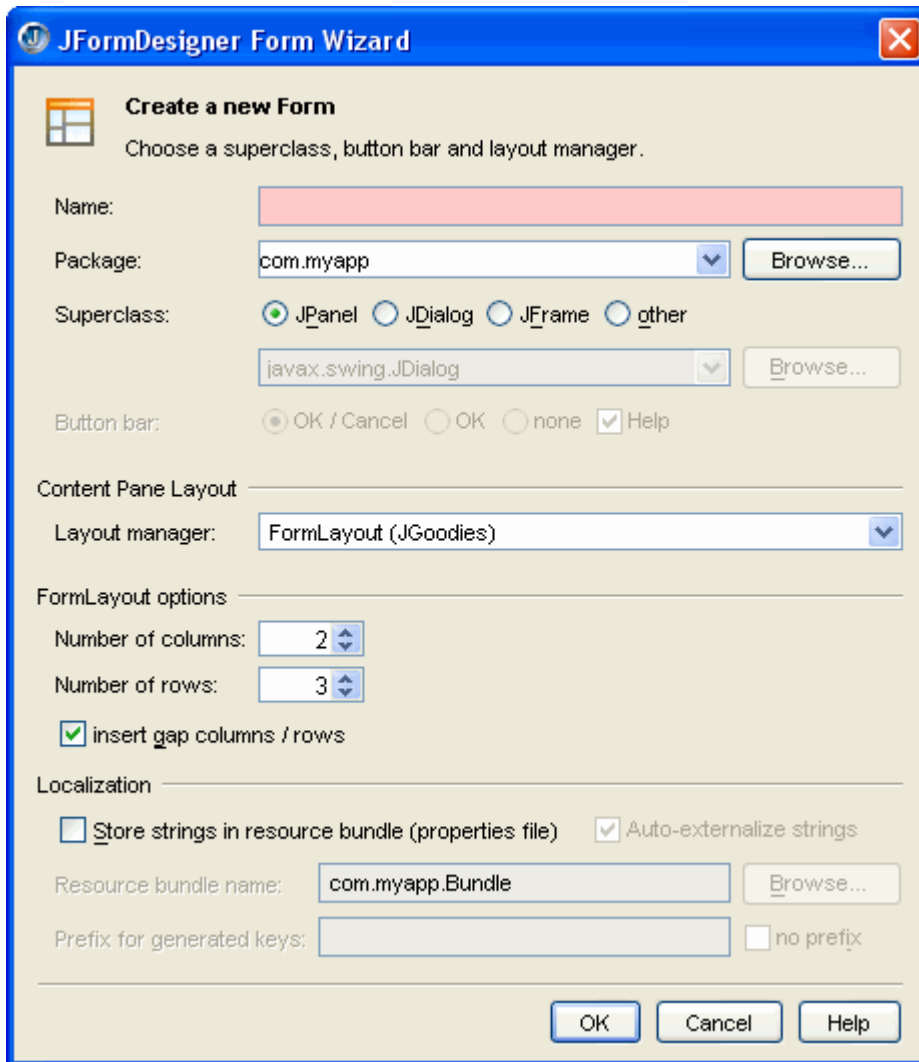 JFormDesigner Form Wizard
Create a new Form
Choose a superclass, button bar and layout manager.
Name:
Package: com.myapp Browse...
Superclass: JPanel JDialog JFrame other
javax.swing.JDialog Browse...
Button bar: OK / Cancel OK none Help
Content Pane Layout
Layout manager: FormLayout (JGoodies)
FormLayout options
Number of columns: 2
Number of rows: 3
insert gap columns / rows
Localization
Store strings in resource bundle (properties file) Auto-externalize strings
Resource bundle name: com.myapp.Bundle Browse...
Prefix for generated keys: no prefix
OK Cancel Help